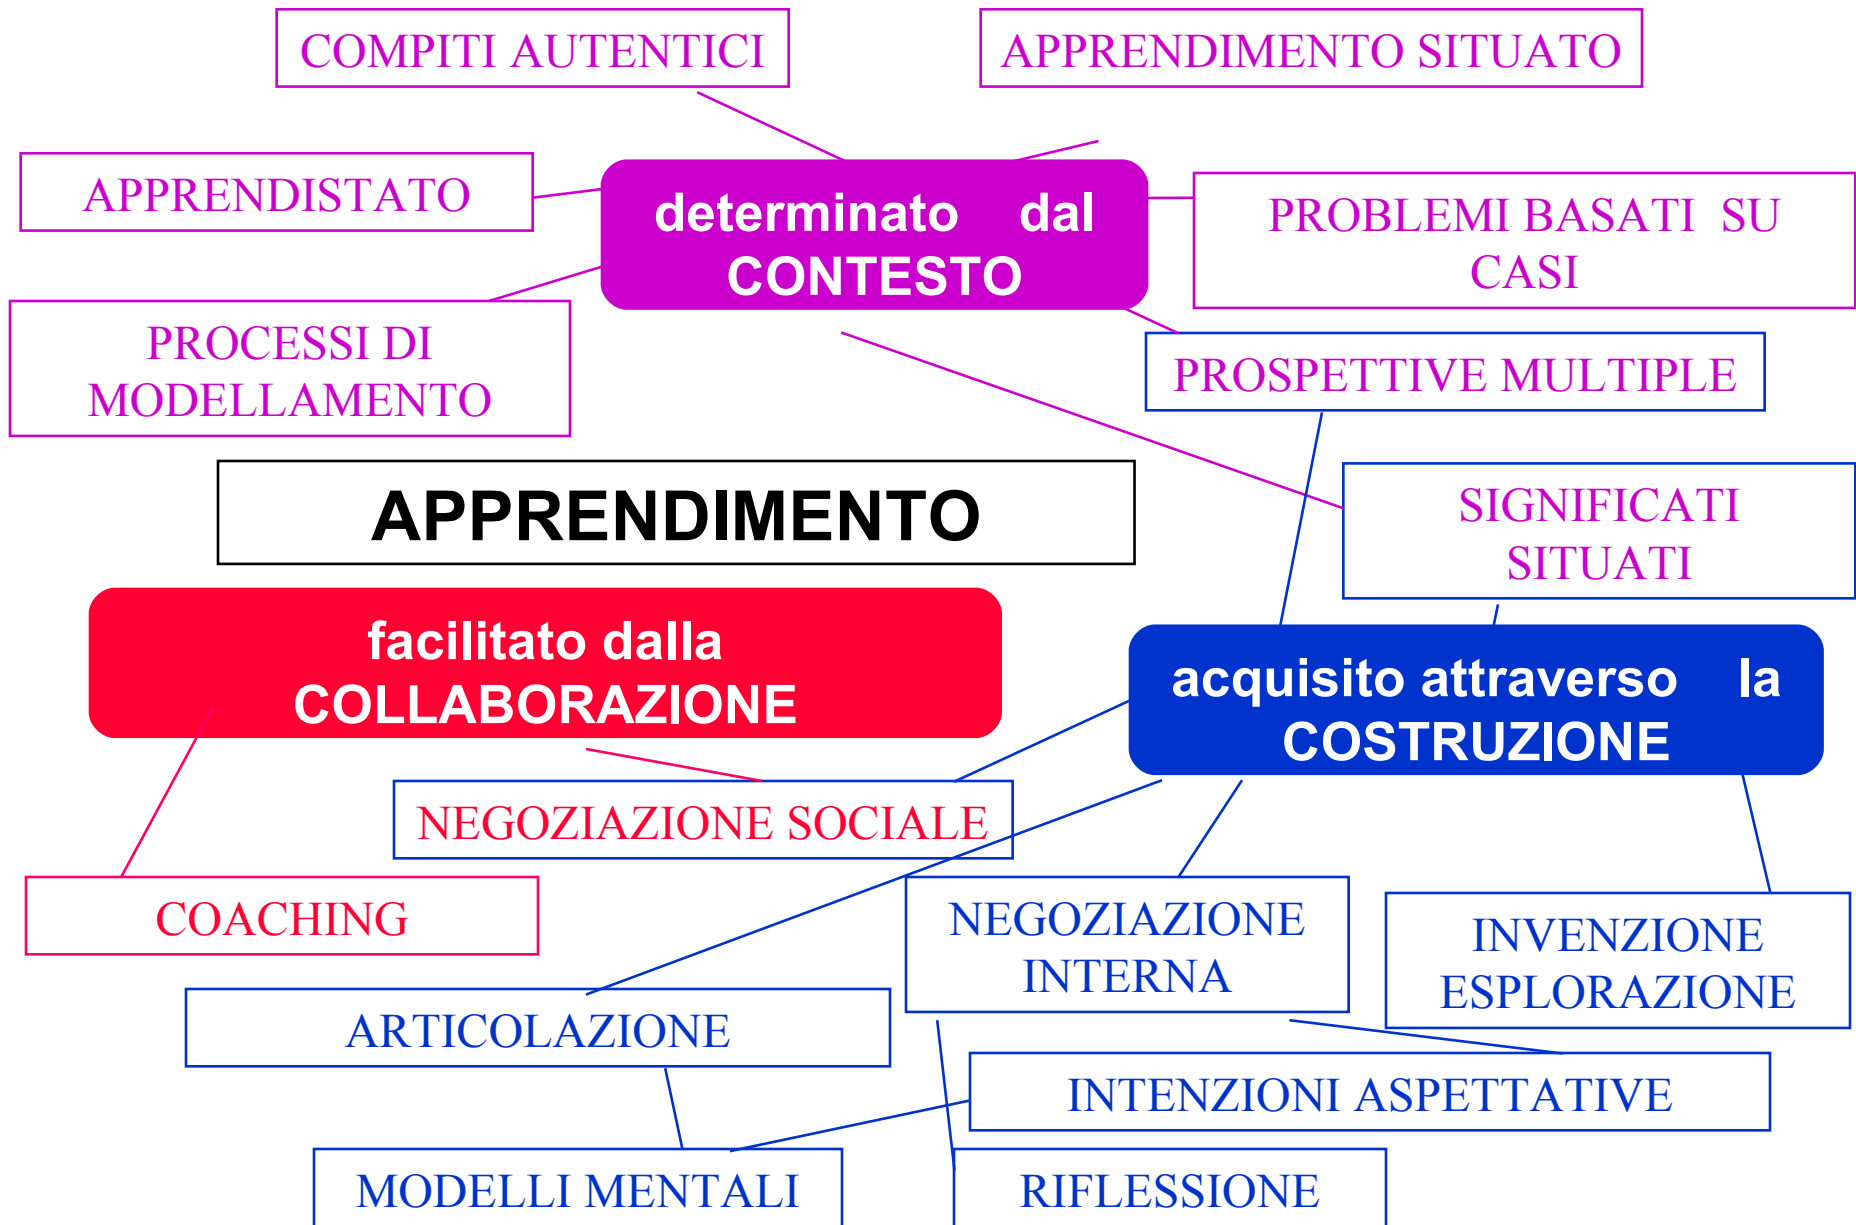 COMPITI AUTENTICI
APPRENDIMENTO SITUATO
APPRENDISTATO
determinato dal
CONTESTO
PROBLEMI BASATI SU
CASI
PROCESSI DI
MODELLAMENTO
PROSPETTIVE MULTIPLE
APPRENDIMENTO
SIGNIFICATI
SITUATI
facilitato dalla
COLLABORAZIONE
acquisito attraverso la
COSTRUZIONE
NEGOZIAZIONE SOCIALE
COACHING
NEGOZIAZIONE
INTERNA
INVENZIONE
ESPLORAZIONE
ARTICOLAZIONE
INTENZIONI ASPETTATIVE
MODELLI MENTALI
RIFLESSIONE